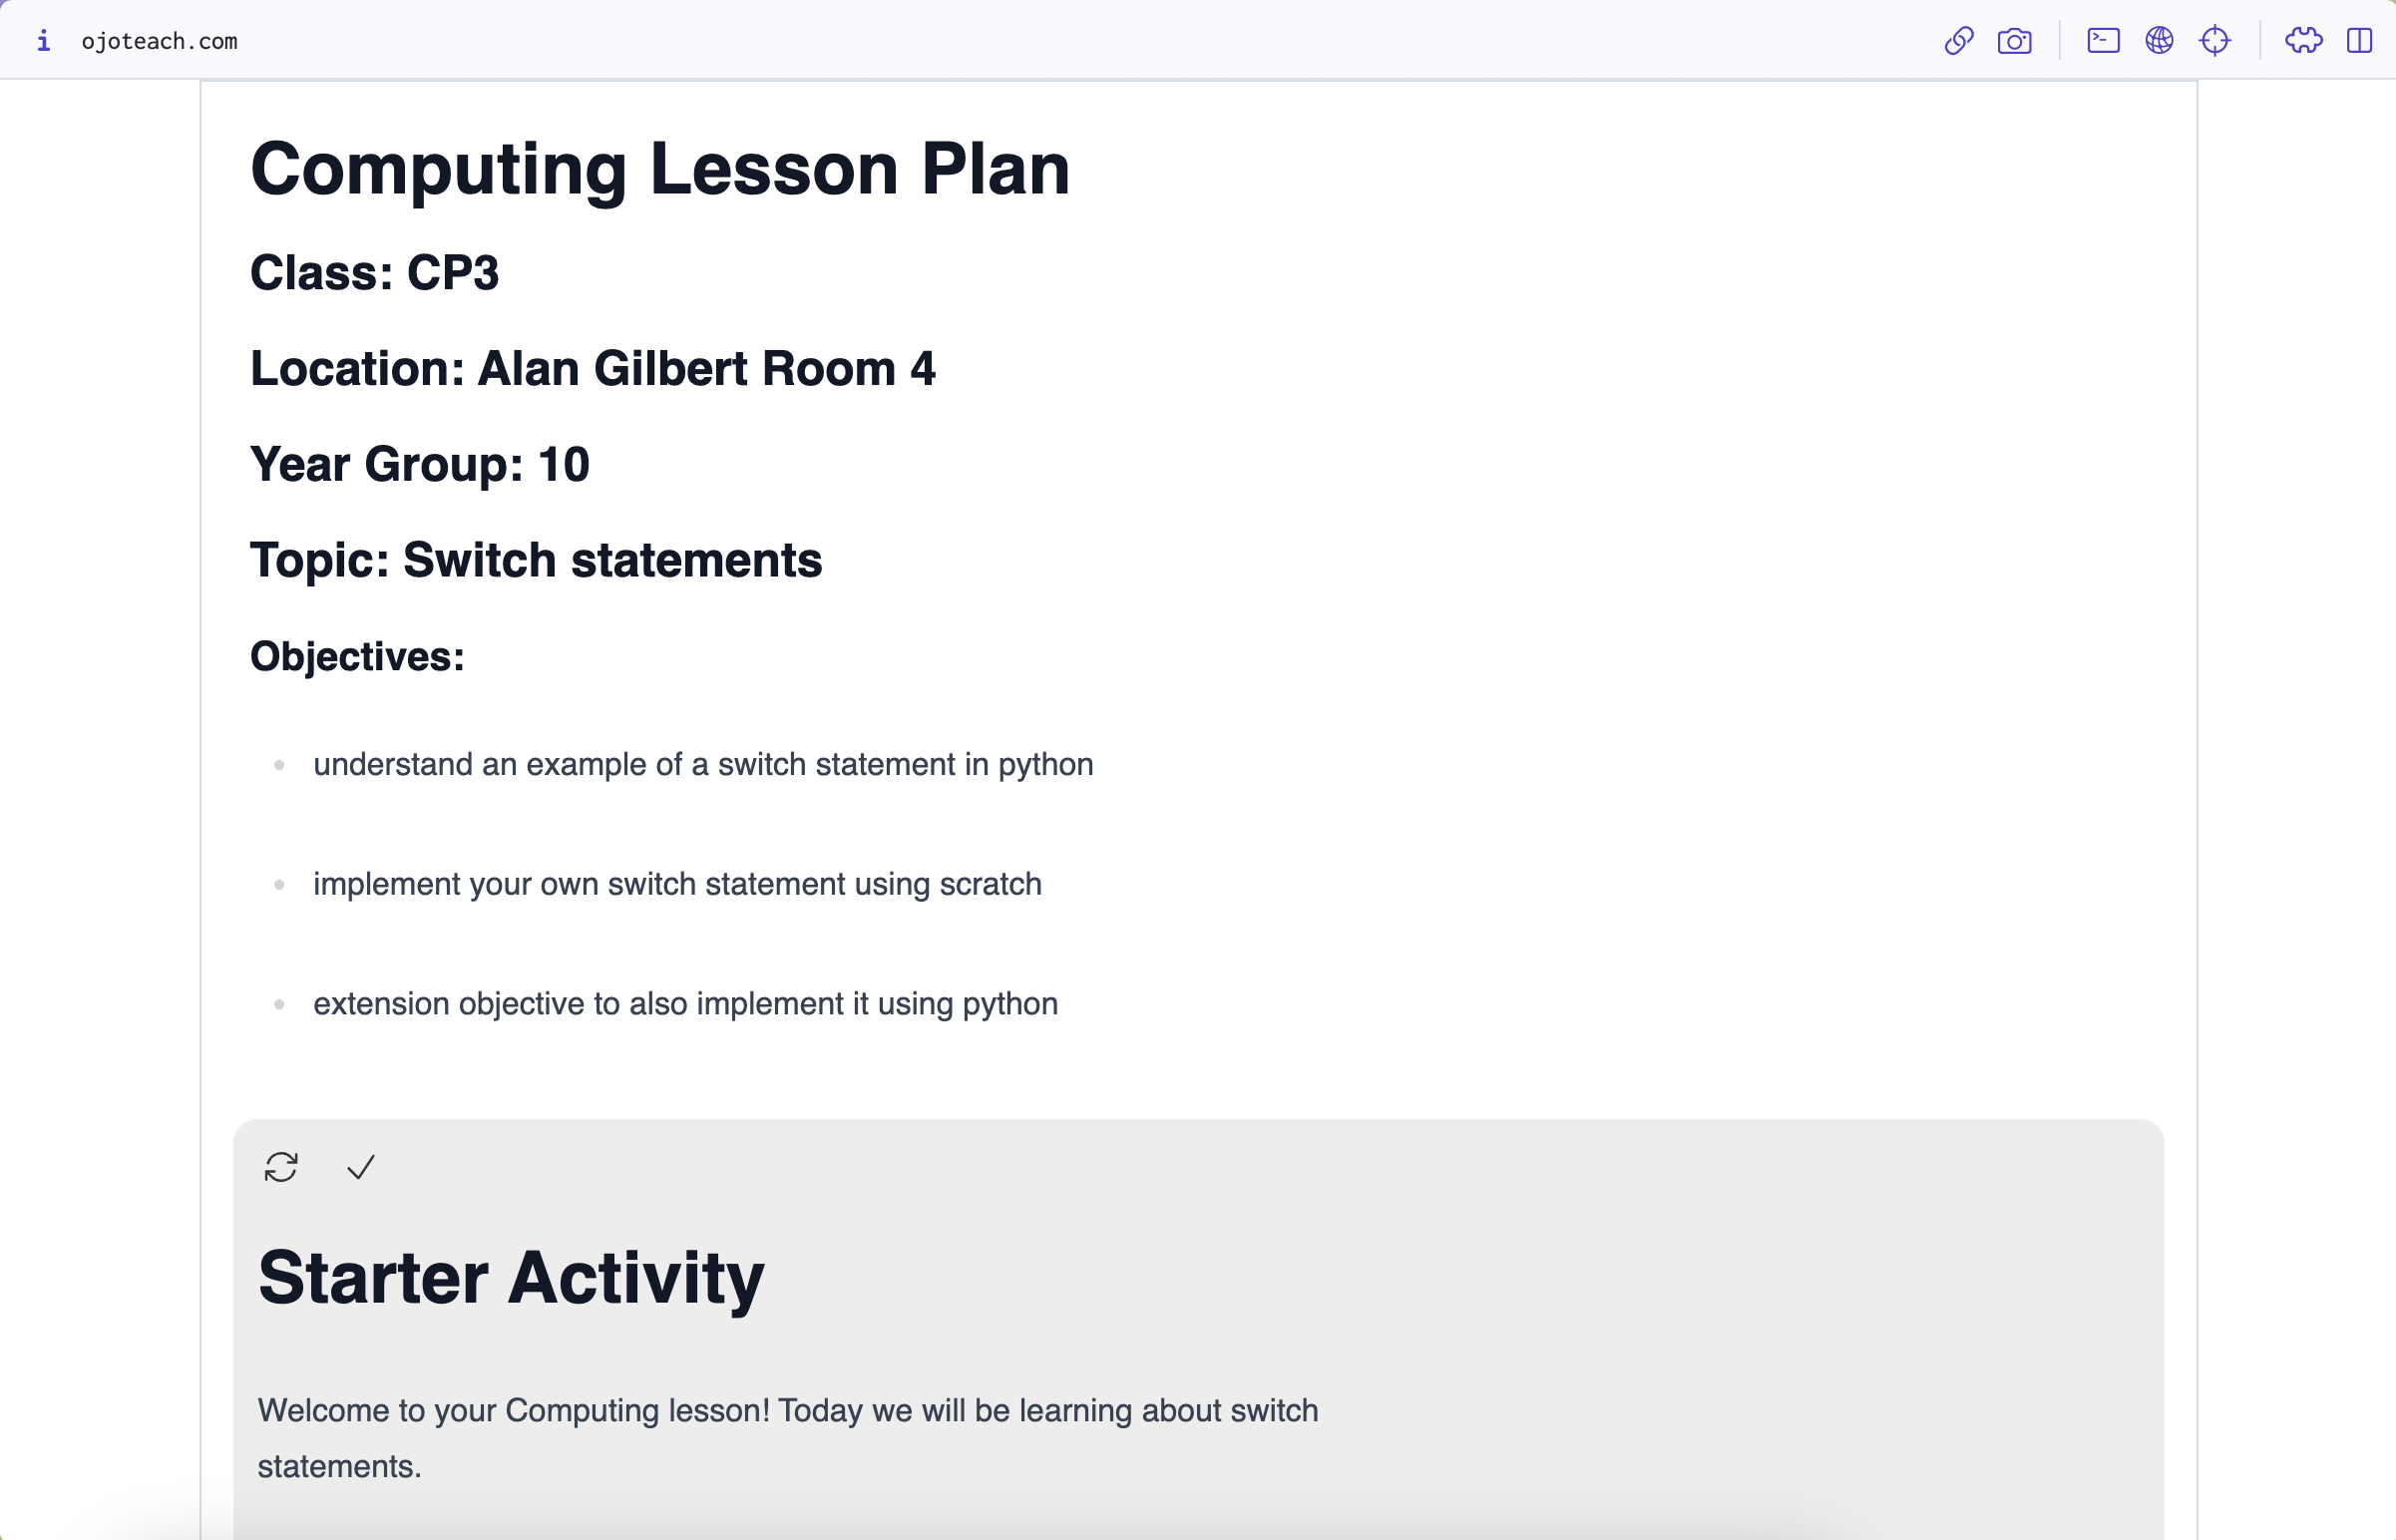 ojoteach.com
Computing Lesson Plan
Class: CP3
Location: Alan Gilbert Room 4
Year Group: 10
Topic: Switch statements
Objectives:
understand an example of a switch statement in python
implement your own switch statement using scratch
extension objective to also implement it using python
Starter Activity
Welcome to your Computing lesson! Today we will be learning about switch
statements.